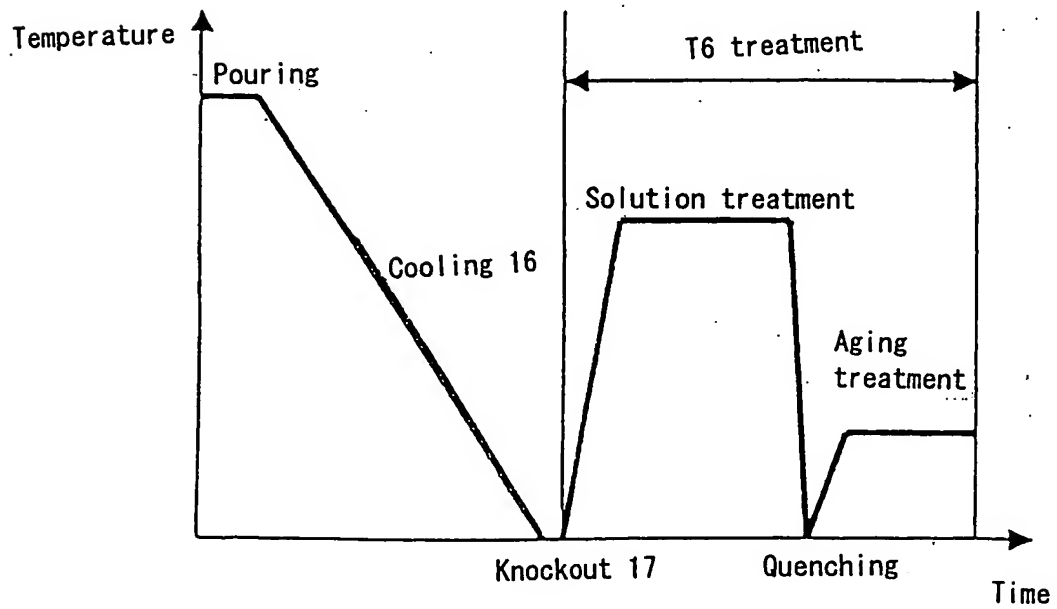 Temperature
T6 treatment
Pouring
Solution treatment
Cooling 16
Aging
treatment
Knockout 17
Quenching
Time